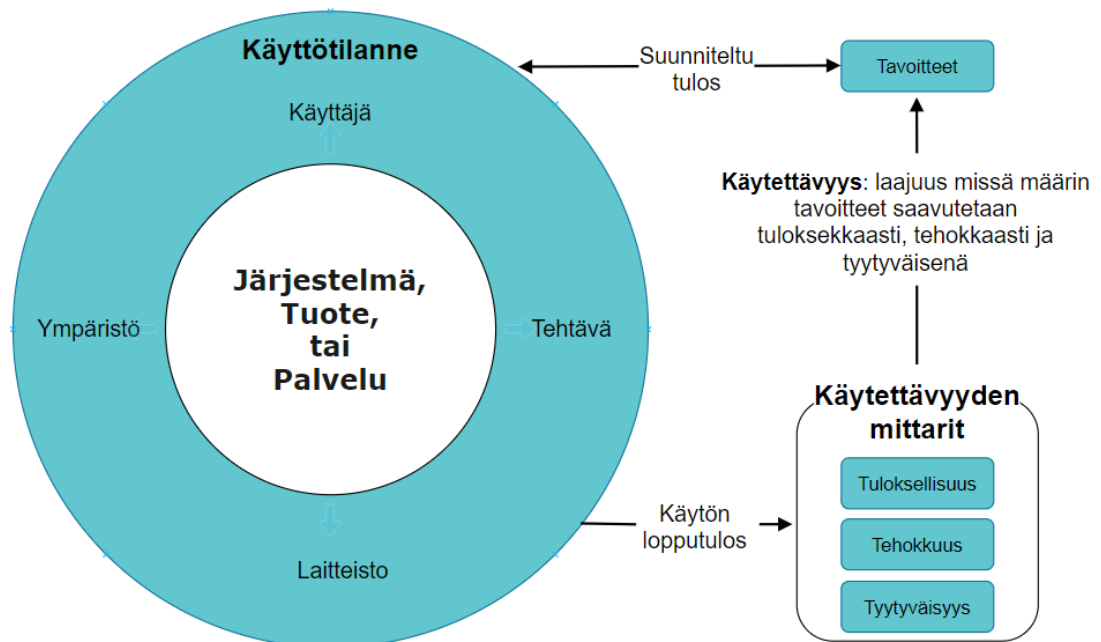 Käyttötilanne
Käyttäjä
Ympäristö
Järjestelmä,
Tuote,
tai
Palvelu
Tehtävä
Laitteisto
Suunniteltu
tulos
Tavoitteet
Käytettävyys: laajuus missä määrin
tavoitteet saavutetaan
tuloksekkaasti, tehokkaasti ja
tyytyväisenä
Käytön
lopputulos
Käytettävyyden
mittarit
Tuloksellisuus
Tehokkuus
Tyytyväisyys